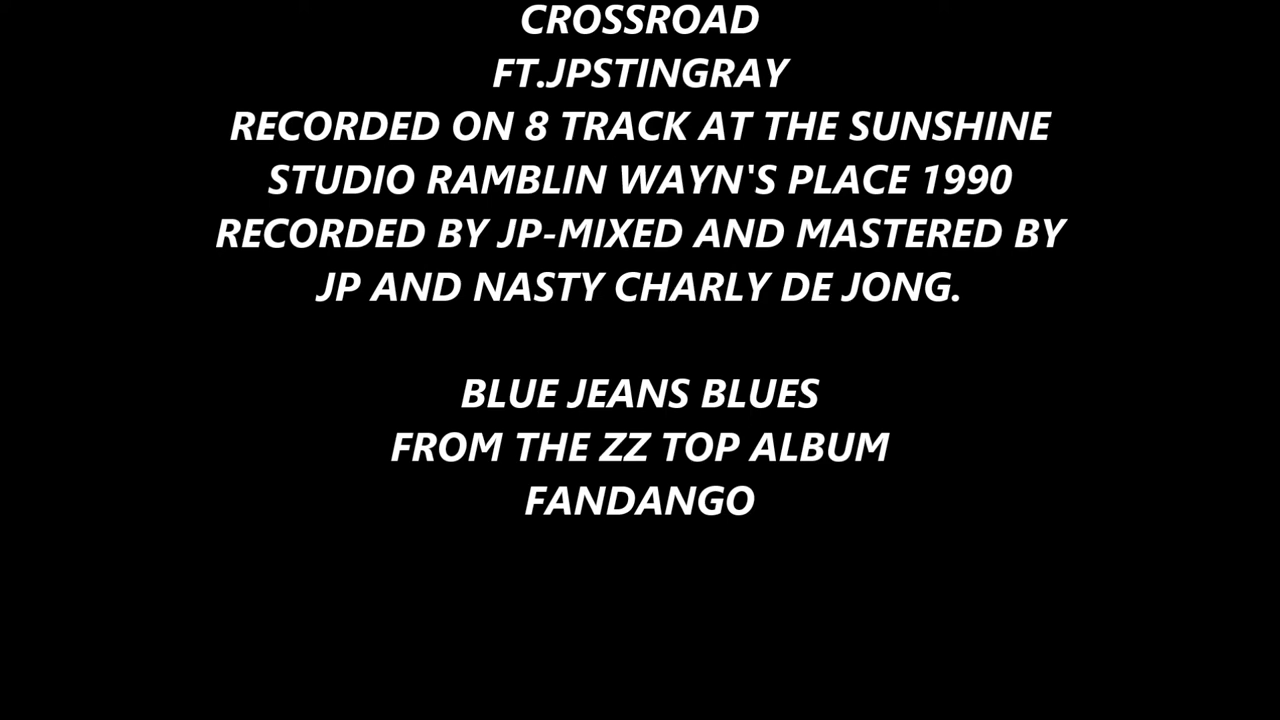 CROSSROAD
FT.JPSTINGRAY
RECORDED ON 8 TRACK AT THE SUNSHINE
STUDIO RAMBLIN WAYN'S PLACE 1990
RECORDED BY JP-MIXED AND MASTERED BY
JP AND NASTY CHARLY DE JONG.
BLUE JEANS BLUES
FROM THE ZZ TOP ALBUM
FANDANGO